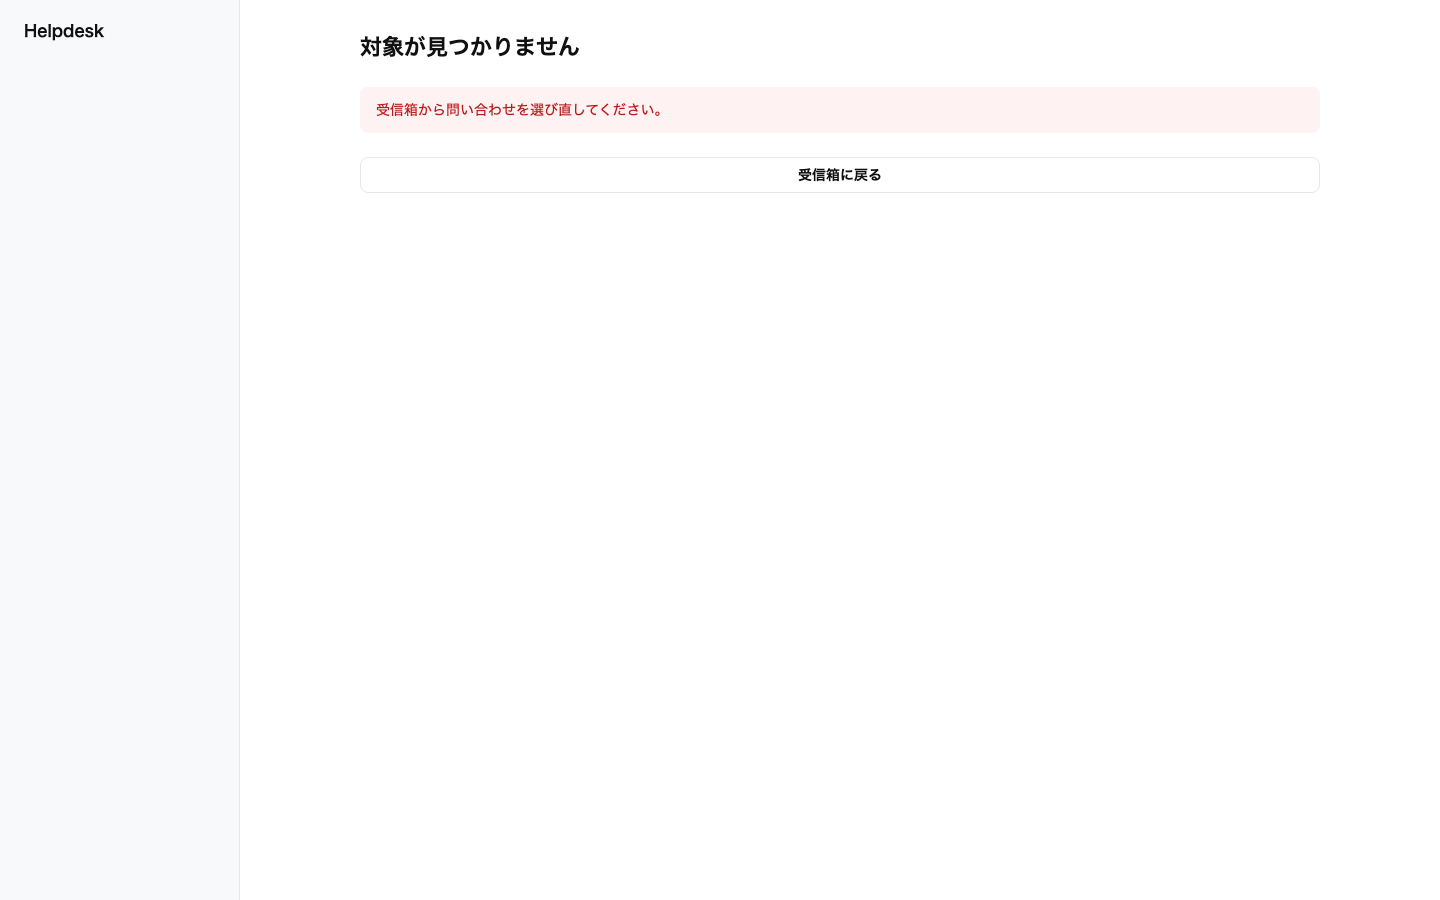 Helpdesk
対象が見つかりません
受信箱から問い合わせを選び直してください。
受信箱に戻る